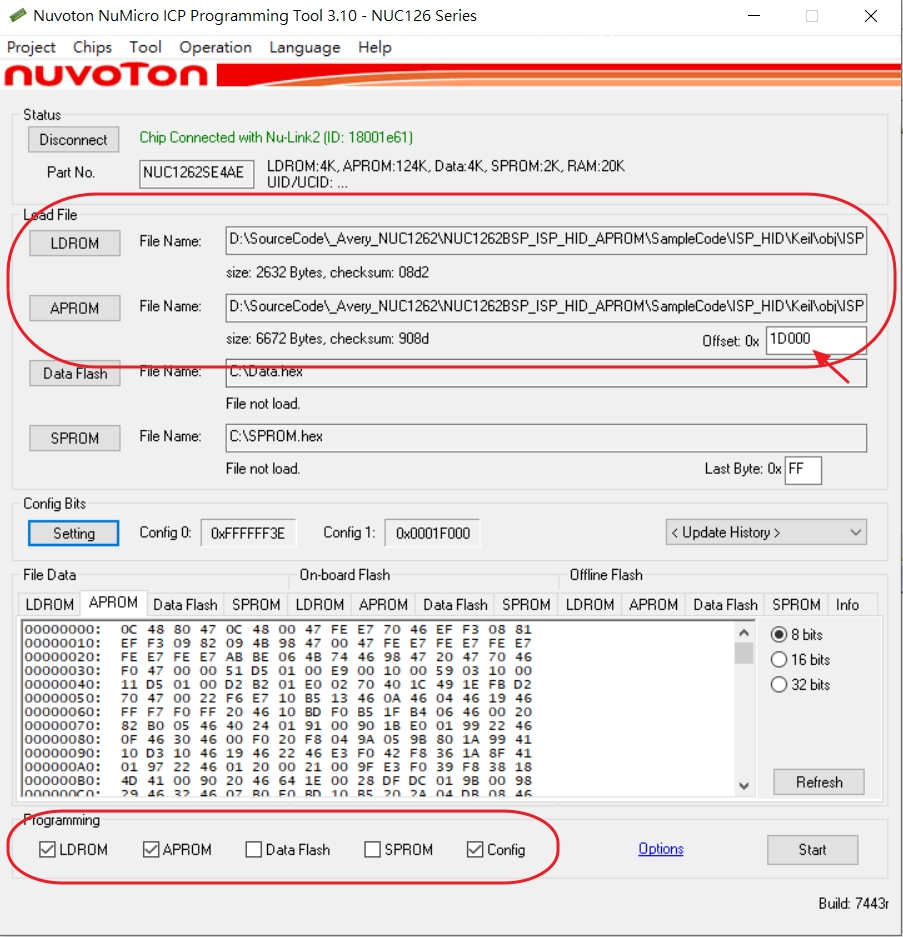 Nuvoton NuMicro ICP Programming Tool 3.10 - NUC126 Series
Project Chips Tool Operation Language Help
nuvoTon
Status
Disconnect Chip Connected with Nu-Link2 (ID: 18001e61)
Part No. NUC1262SE4AE LDROM:4K, APROM:124K, Data:4K, SPROM:2K, RAM:20K
UID/UCID: ...
Load File
LDROM File Name: D:\SourceCode\_Avery_NUC1262\NUC1262BSP_ISP_HID_APROM\SampleCode\ISP_HID\Keil\obj\ISP
size: 2632 Bytes, checksum: 08d2
APROM File Name: D:\SourceCode\_Avery_NUC1262\NUC1262BSP_ISP_HID_APROM\SampleCode\ISP_HID\Keil\obj\ISP
size: 6672 Bytes, checksum: 908d Offset: 0x 1D000
Data Flash File Name: C:\Data.hex
File not load.
SPROM File Name: C:\SPROM.hex
File not load. Last Byte: 0x FF
Config Bits
Setting Config 0: 0xFFFFFF3E Config 1: 0x0001F000 < Update History >
File Data On-board Flash Offline Flash
LDROM APROM Data Flash SPROM LDROM APROM Data Flash SPROM LDROM APROM Data Flash SPROM Info
00000000: 0C 48 80 47 0C 48 00 47 FE E7 70 46 EF F3 08 81
00000010: EF F3 09 82 09 4B 98 47 00 47 FE E7 FE E7 FE E7
00000020: FE E7 FE E7 AB BE 06 4B 74 46 98 47 20 47 70 46
00000030: F0 47 00 00 51 D5 01 00 E9 00 10 00 59 03 10 00
00000040: 11 D5 01 00 D2 B2 01 E0 02 70 40 1C 49 1E FB D2
00000050: 70 47 00 22 F6 E7 10 B5 13 46 0A 46 04 46 19 46
00000060: FF F7 F0 FF 20 46 10 BD F0 B5 1F B4 06 46 00 20
00000070: 82 B0 05 46 40 24 01 91 00 90 1B E0 01 99 22 46
00000080: 0F 46 30 46 00 F0 20 F8 04 9A 05 9B 80 1A 99 41
00000090: 10 D3 10 46 19 46 22 46 E3 F0 42 F8 36 1A 8F 41
000000A0: 01 97 22 46 01 20 00 21 00 9F E3 F0 39 F8 38 18
000000B0: 4D 41 00 90 20 46 64 1E 00 28 DF DC 01 9B 00 98
000000C0: 29 46 32 46 07 B0 F0 BD 10 B5 20 2A 04 DB 08 46
8 bits
16 bits
32 bits
Refresh
Programming
LDROM APROM Data Flash SPROM Config Options Start
Build: 7443r